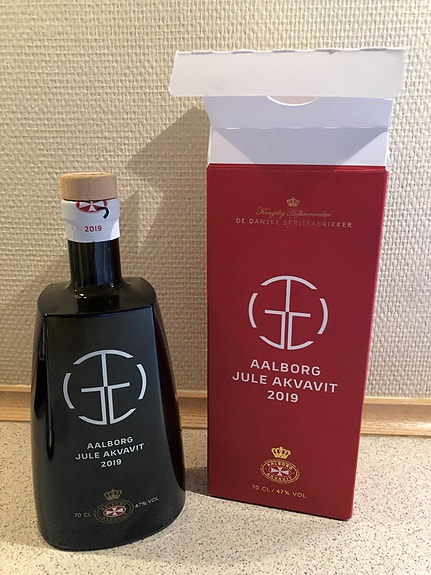 2019
AALBORG
JULE AKVAVIT
2019
70 CL
47% VOL
Kongelig Hofleverandør
DE DANSKE SPRITFABRIKKER
AALBORG
JULE AKVAVIT
2019
AALBORG
AKVAVIT
70 CL / 47% VOL